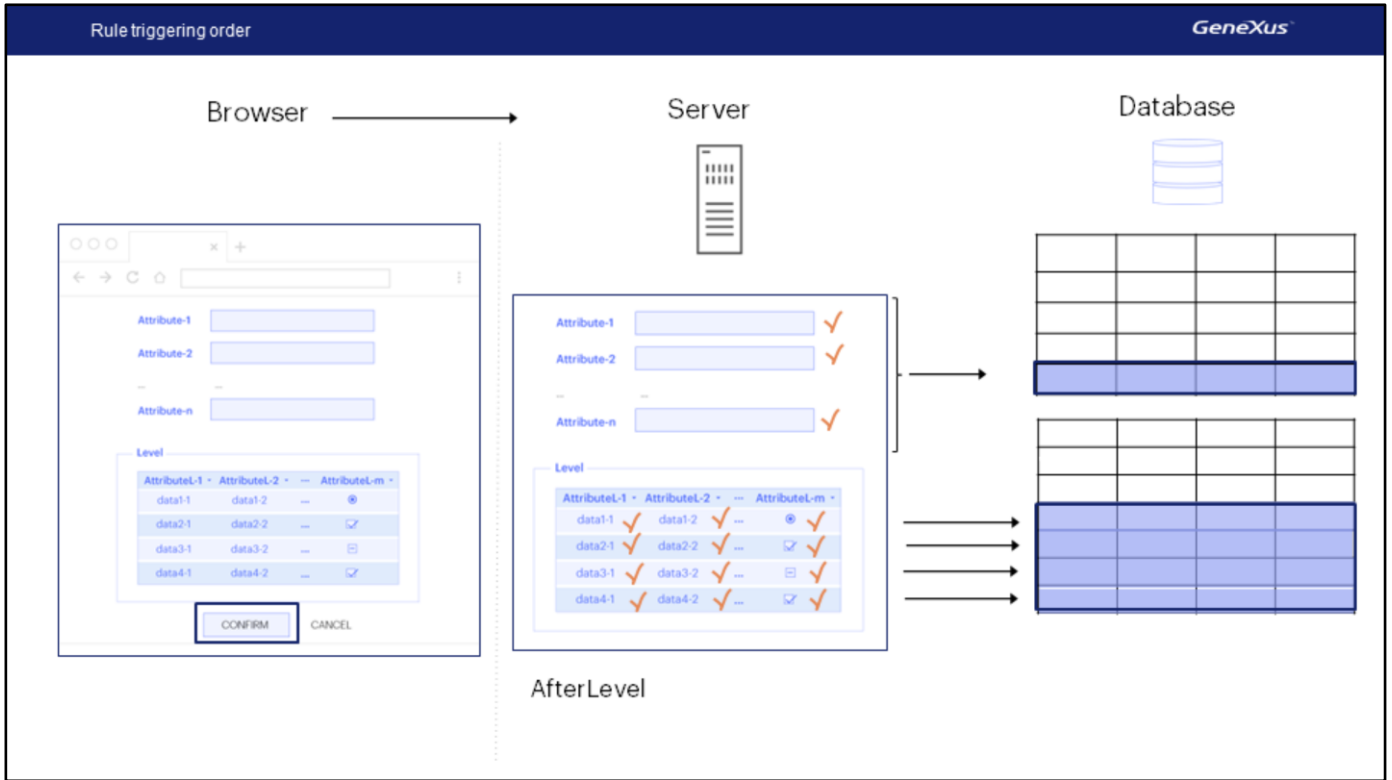 Rule triggering order
GeneXus™
Browser
Server
Database
Attribute-1
Attribute-2
...
...
Attribute-n
Level
AttributeL-1
AttributeL-2
...
AttributeL-m
data1-1
data1-2
...
data2-1
data2-2
...
data3-1
data3-2
...
data4-1
data4-2
...
CONFIRM
CANCEL
Attribute-1
Attribute-2
...
...
Attribute-n
Level
AttributeL-1
AttributeL-2
...
AttributeL-m
data1-1
data1-2
...
data2-1
data2-2
...
data3-1
data3-2
...
data4-1
data4-2
...
AfterLevel